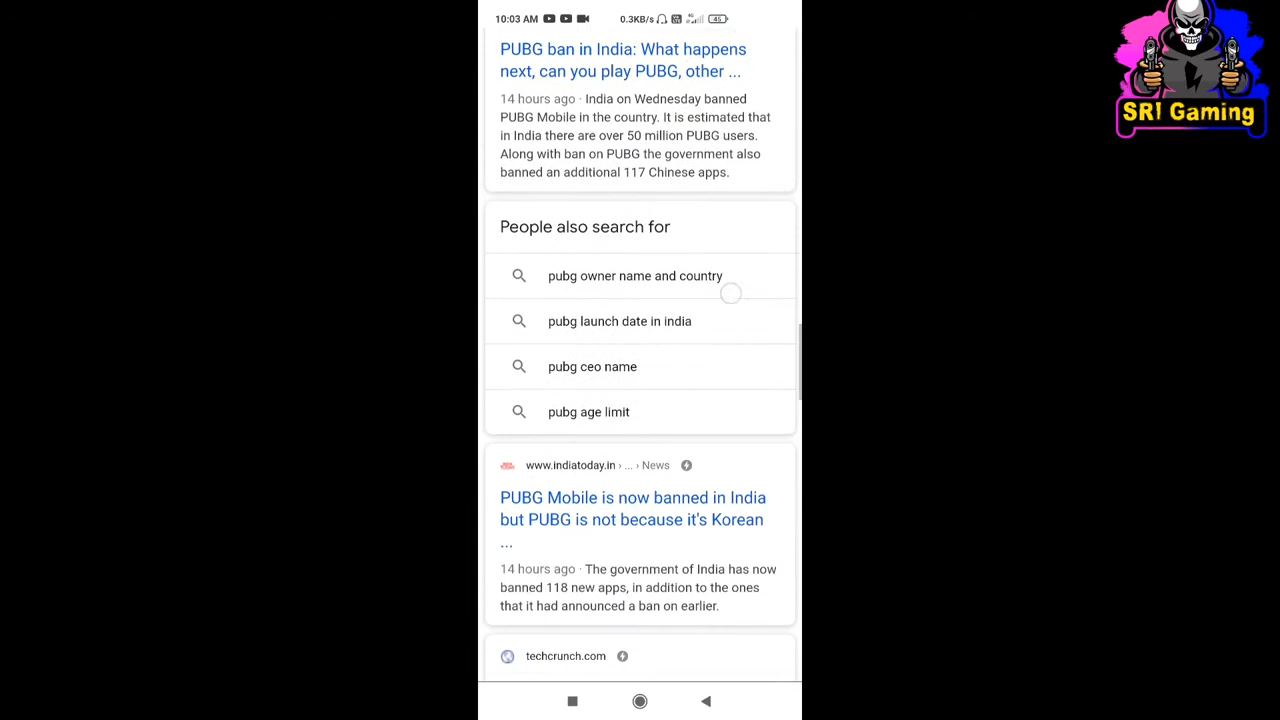 10:03 AM
0.3KB/s
4G
45
SRI Gaming
PUBG ban in India: What happens
next, can you play PUBG, other ...
14 hours ago · India on Wednesday banned
PUBG Mobile in the country. It is estimated that
in India there are over 50 million PUBG users.
Along with ban on PUBG the government also
banned an additional 117 Chinese apps.
People also search for
pubg owner name and country
pubg launch date in india
pubg ceo name
pubg age limit
www.indiatoday.in › ... › News
PUBG Mobile is now banned in India
but PUBG is not because it's Korean
...
14 hours ago · The government of India has now
banned 118 new apps, in addition to the ones
that it had announced a ban on earlier.
techcrunch.com